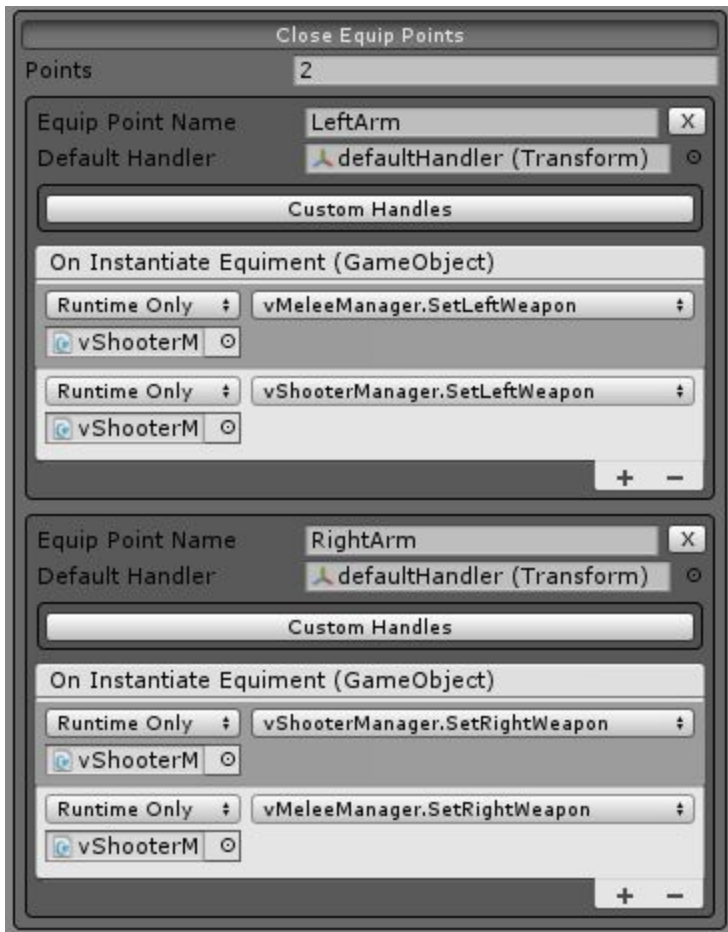 Close Equip Points
Points 2
Equip Point Name LeftArm X
Default Handler defaultHandler (Transform)
Custom Handles
On Instantiate Equiment (GameObject)
Runtime Only vMeleeManager.SetLeftWeapon
vShooterM
Runtime Only vShooterManager.SetLeftWeapon
vShooterM
+ −
Equip Point Name RightArm X
Default Handler defaultHandler (Transform)
Custom Handles
On Instantiate Equiment (GameObject)
Runtime Only vShooterManager.SetRightWeapon
vShooterM
Runtime Only vMeleeManager.SetRightWeapon
vShooterM
+ −